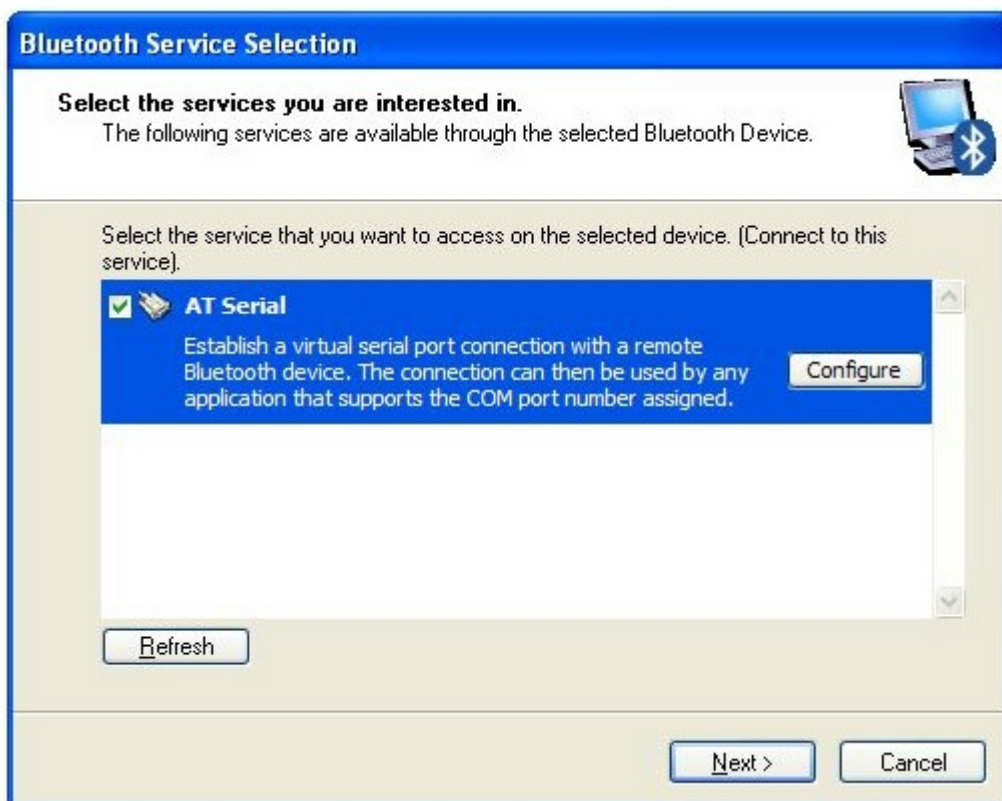 Bluetooth Service Selection
Select the services you are interested in.
The following services are available through the selected Bluetooth Device.
Select the service that you want to access on the selected device. (Connect to this
service).
AT Serial
Establish a virtual serial port connection with a remote
Bluetooth device. The connection can then be used by any
application that supports the COM port number assigned.
Configure
Refresh
Next >
Cancel